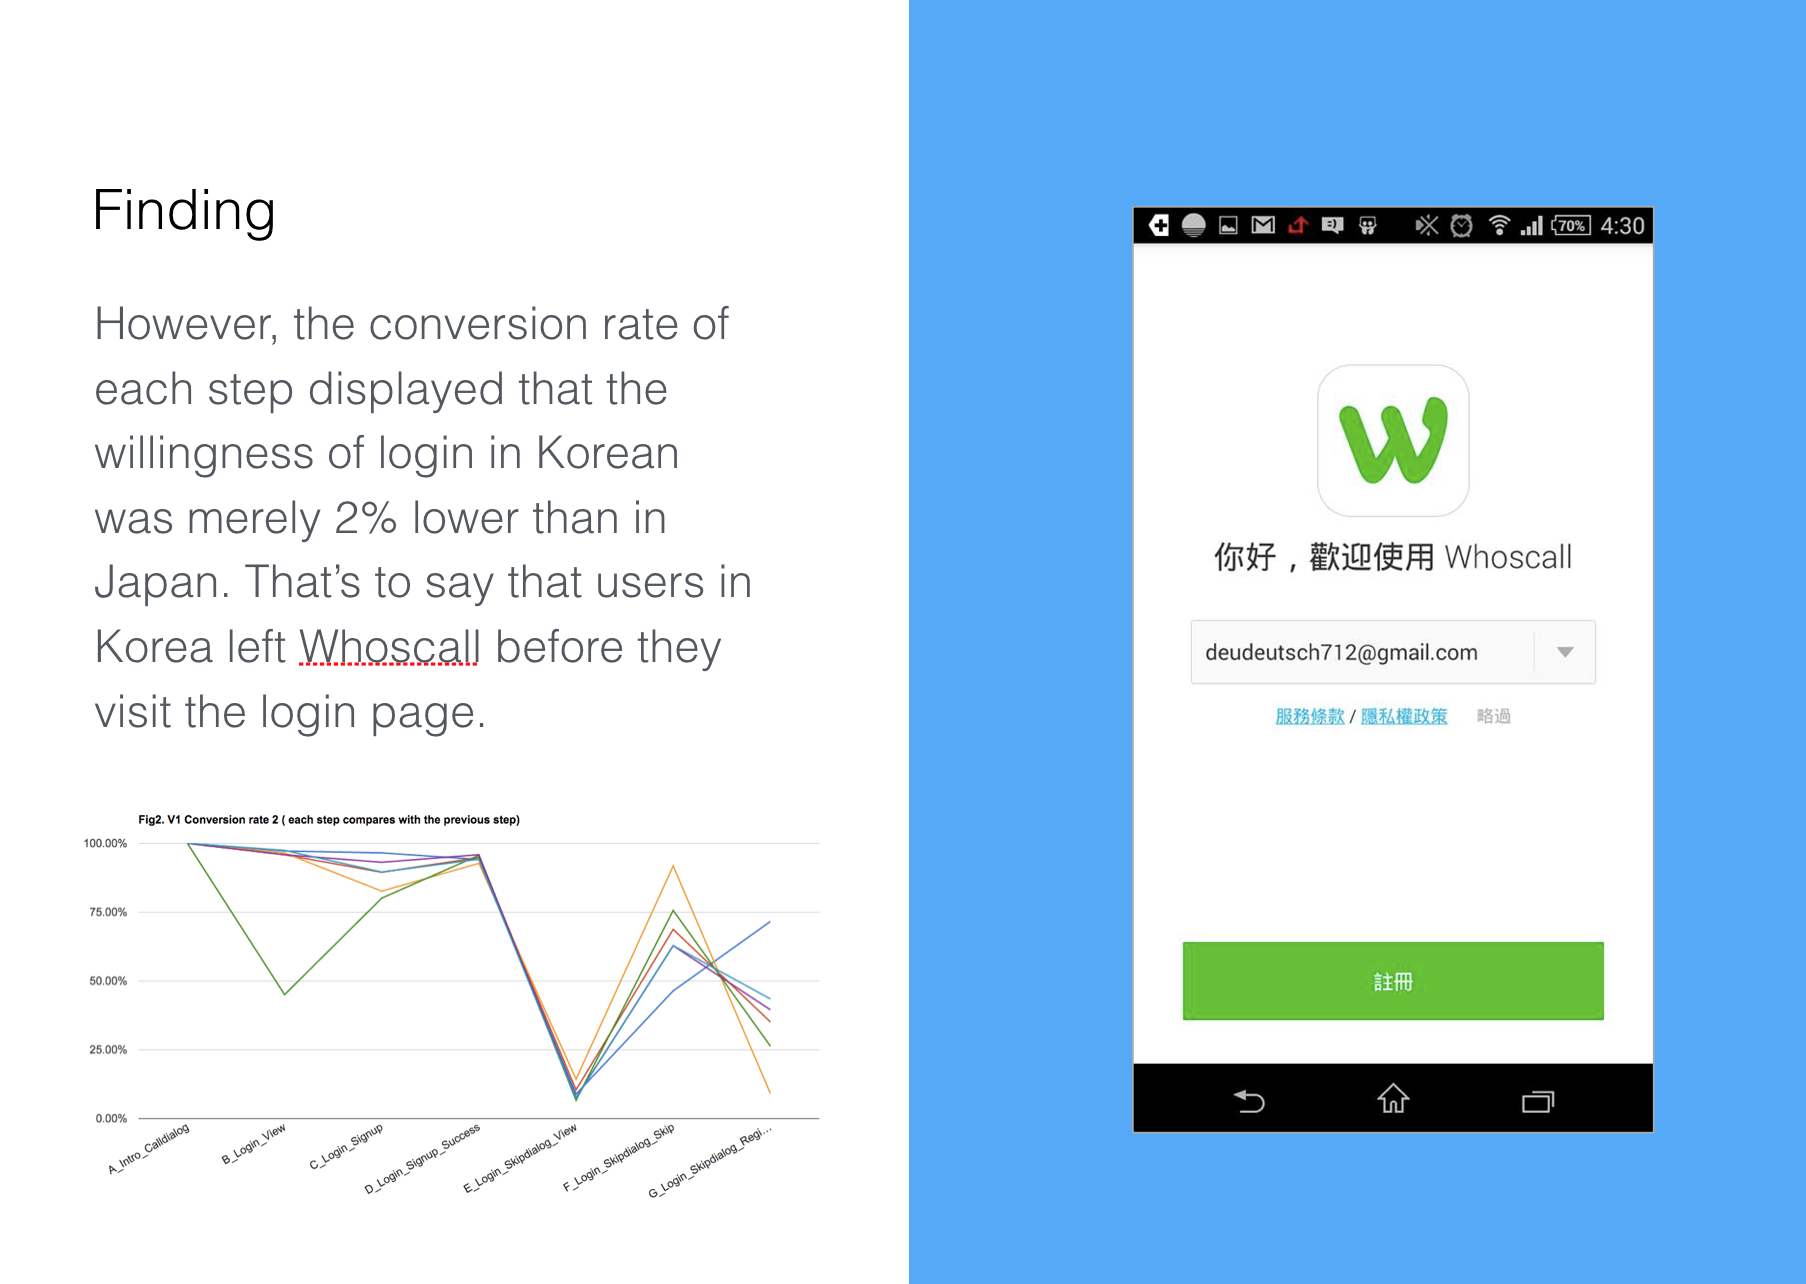 Finding
However, the conversion rate of
each step displayed that the
willingness of login in Korean
was merely 2% lower than in
Japan. That’s to say that users in
Korea left Whoscall before they
visit the login page.
Fig2. V1 Conversion rate 2 ( each step compares with the previous step)
100.00%
75.00%
50.00%
25.00%
0.00%
A_Intro_Calldialog
B_Login_View
C_Login_Signup
D_Login_Signup_Success
E_Login_Skipdialog_View
F_Login_Skipdialog_Skip
G_Login_Skipdialog_Regi...
70% 4:30
你好，歡迎使用 Whoscall
deudeutsch712@gmail.com
服務條款 / 隱私權政策 略過
註冊